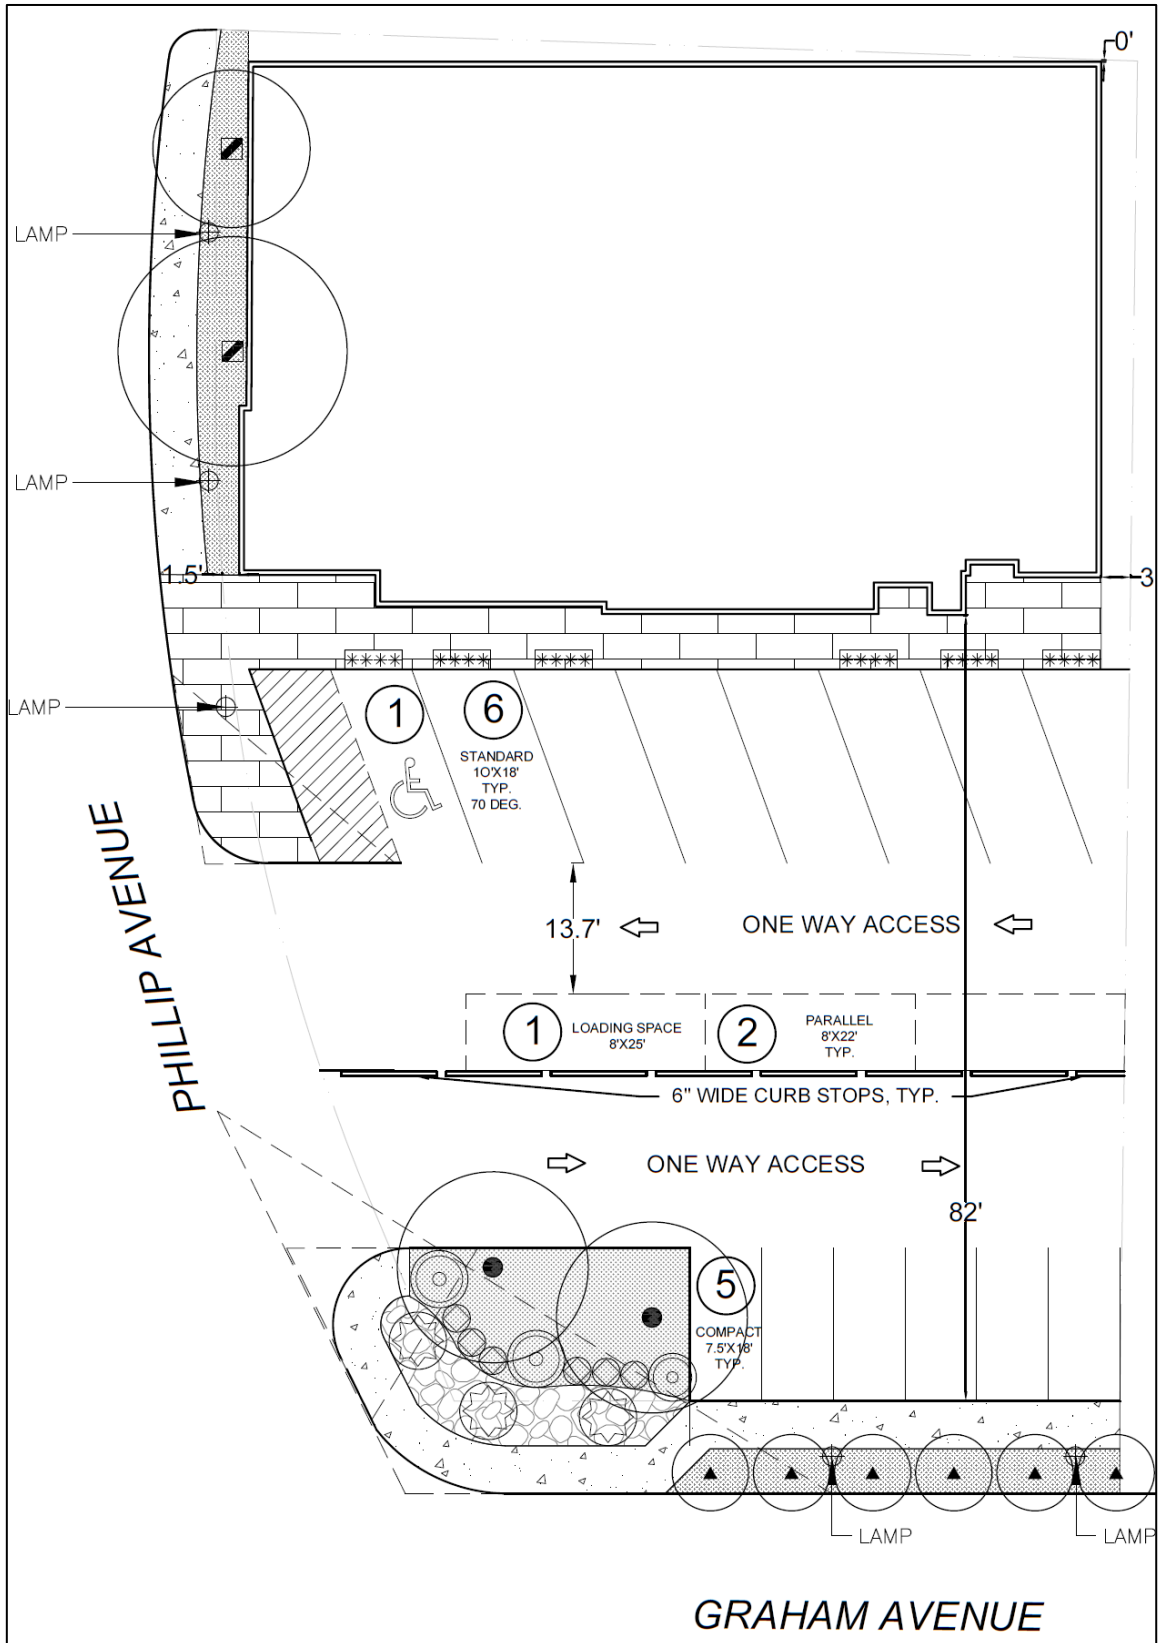 0'
LAMP
LAMP
1.5'
3
LAMP
1
6
STANDARD
10'X18'
TYP.
70 DEG.
PHILLIP AVENUE
13.7'
ONE WAY ACCESS
1
LOADING SPACE
8'X25'
2
PARALLEL
8'X22'
TYP.
6" WIDE CURB STOPS, TYP.
ONE WAY ACCESS
82'
5
COMPACT
7.5'X18'
TYP.
LAMP
LAMP
GRAHAM AVENUE